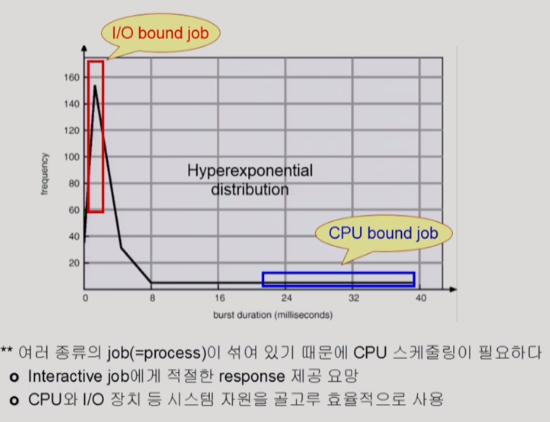 I/O bound job
160
140
120
100
80
60
40
20
frequency
Hyperexponential
distribution
CPU bound job
0 8 16 24 32 40
burst duration (milliseconds)
** 여러 종류의 job(=process)이 섞여 있기 때문에 CPU 스케줄링이 필요하다
o Interactive job에게 적절한 response 제공 요망
o CPU와 I/O 장치 등 시스템 자원을 골고루 효율적으로 사용